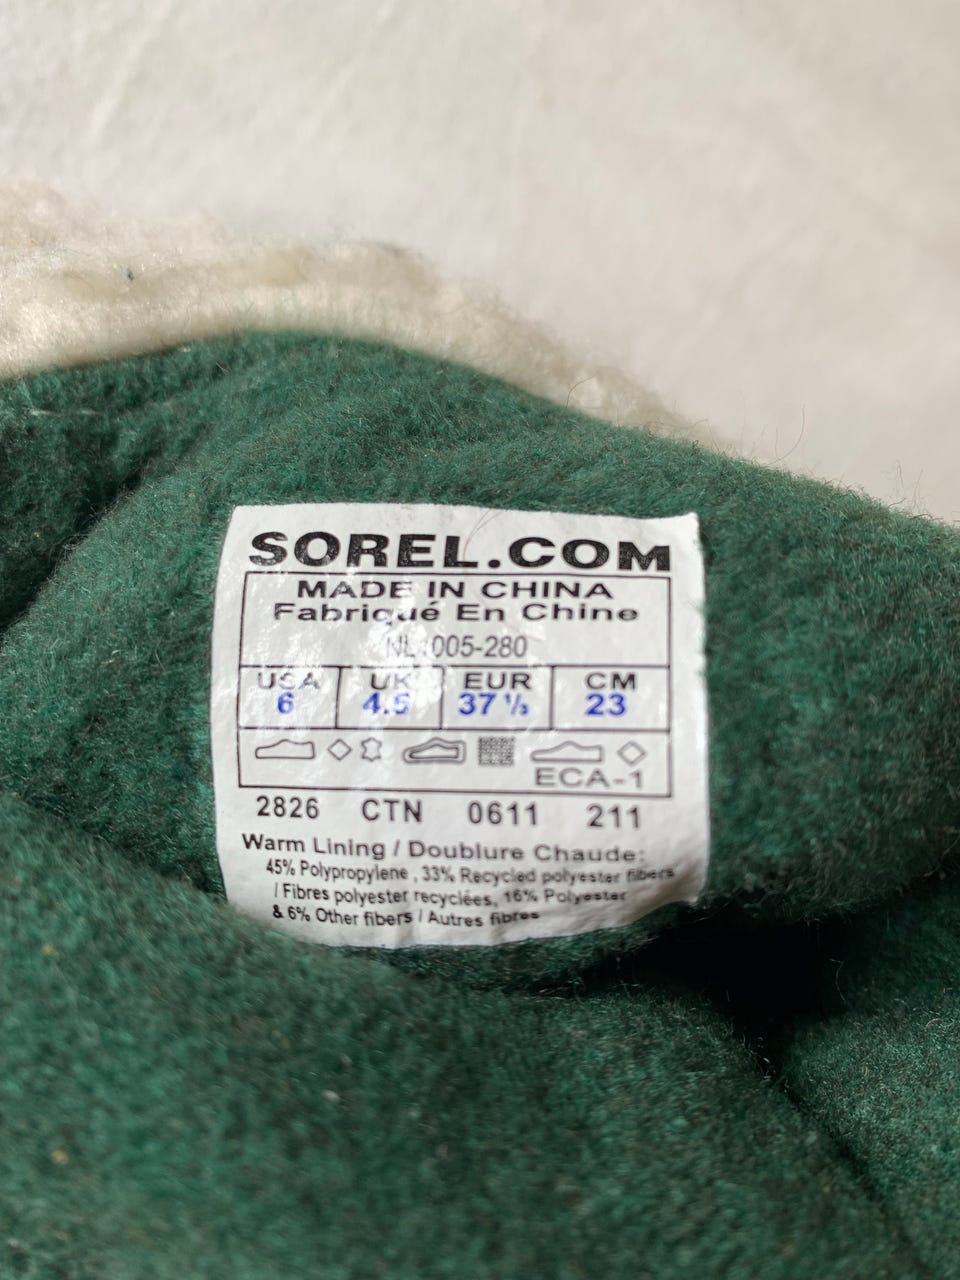 SOREL.COM
MADE IN CHINA
Fabriqué En Chine
NL1005-280
USA UK EUR CM
6 4.5 37 ⅓ 23
ECA-1
2826 CTN 0611 211
Warm Lining / Doublure Chaude:
45% Polypropylene , 33% Recycled polyester fibers
/ Fibres polyester recyclées, 16% Polyester
& 6% Other fibers / Autres fibres